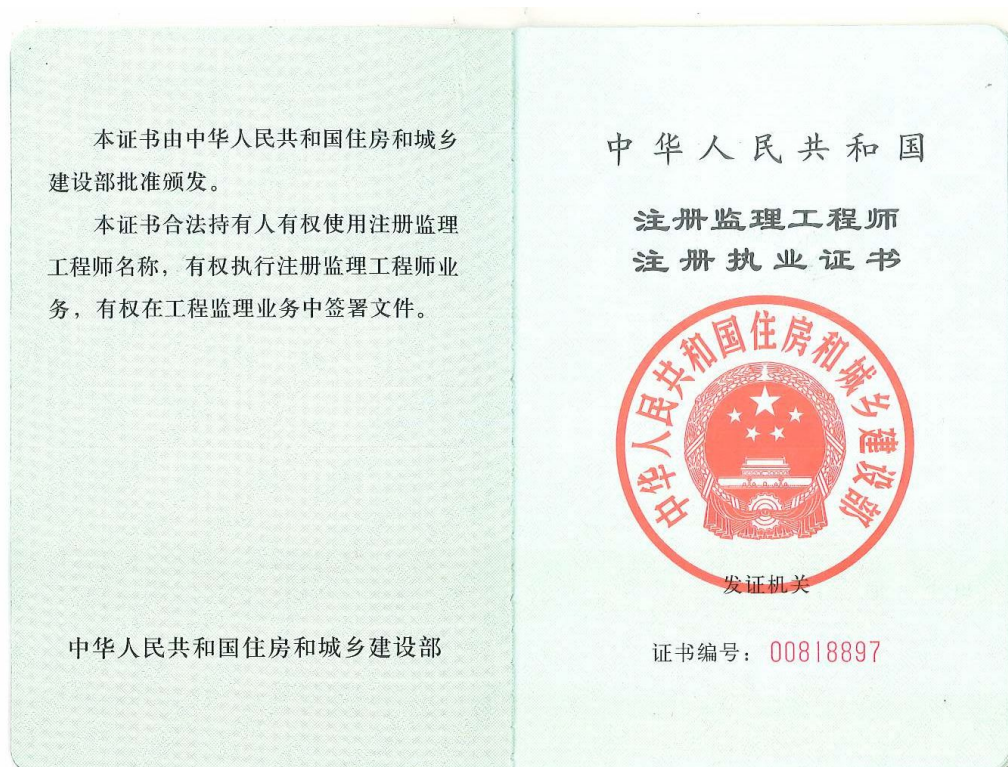 本证书由中华人民共和国住房和城乡
建设部批准颁发。
本证书合法持有人有权使用注册监理
工程师名称，有权执行注册监理工程师业
务，有权在工程监理业务中签署文件。
中华人民共和国住房和城乡建设部
中华人民共和国
注册监理工程师
注册执业证书
中华人民共和国住房和城乡建设部
发证机关
证书编号：00818897